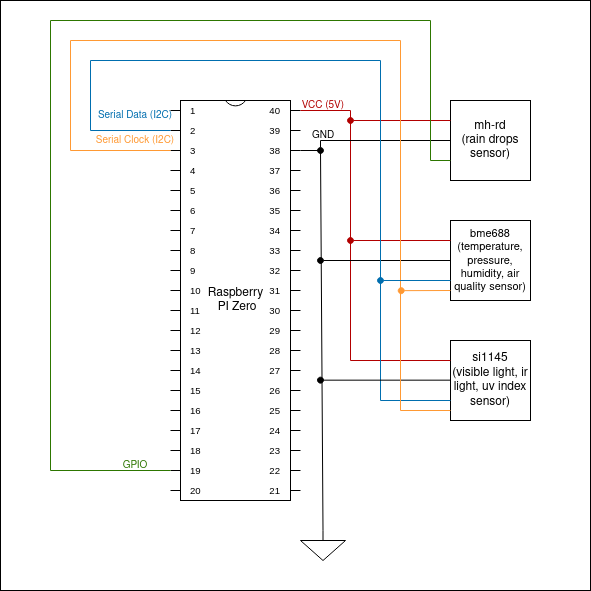 VCC (5V)
Serial Data (I2C)
Serial Clock (I2C)
GND
GPIO
Raspberry
PI Zero
1
2
3
4
5
6
7
8
9
10
11
12
13
14
15
16
17
18
19
20
40
39
38
37
36
35
34
33
32
31
30
29
28
27
26
25
24
23
22
21
mh-rd
(rain drops
sensor)
bme688
(temperature,
pressure,
humidity, air
quality sensor)
si1145
(visible light, ir
light, uv index
sensor)